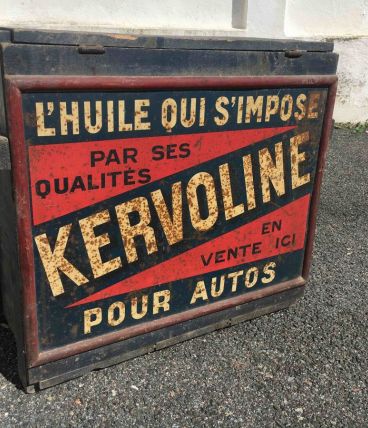 L'HUILE QUI S'IMPOSE
PAR SES
QUALITÉS
KERVOLINE
EN
VENTE ICI
POUR AUTOS